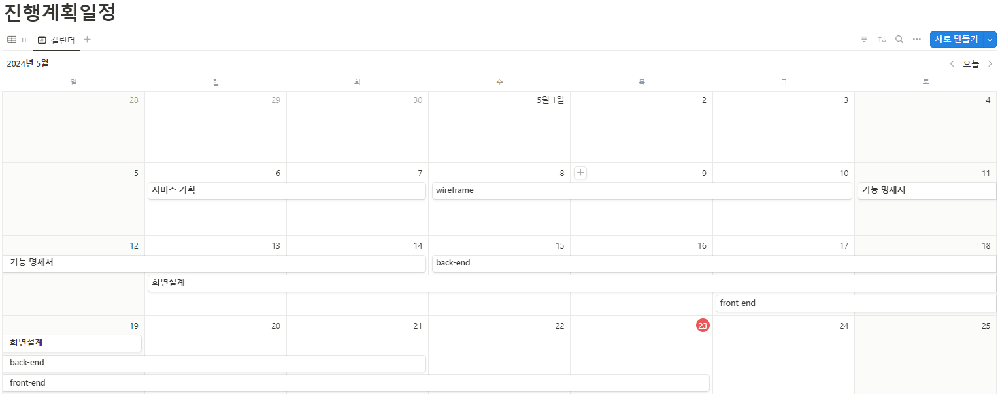 진행계획일정
표 캘린더
새로 만들기
2024년 5월 오늘
일 월 화 수 목 금 토
28 29 30 5월 1일 2 3 4
5 6 7 8 9 10 11
서비스 기획 wireframe 기능 명세서
12 13 14 15 16 17 18
기능 명세서 back-end
화면설계
front-end
19 20 21 22 23 24 25
화면설계
back-end
front-end